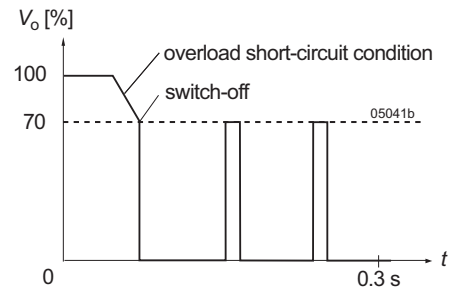 Vo [%]
overload short-circuit condition
100
switch-off
70
05041b
t
0
0.3 s